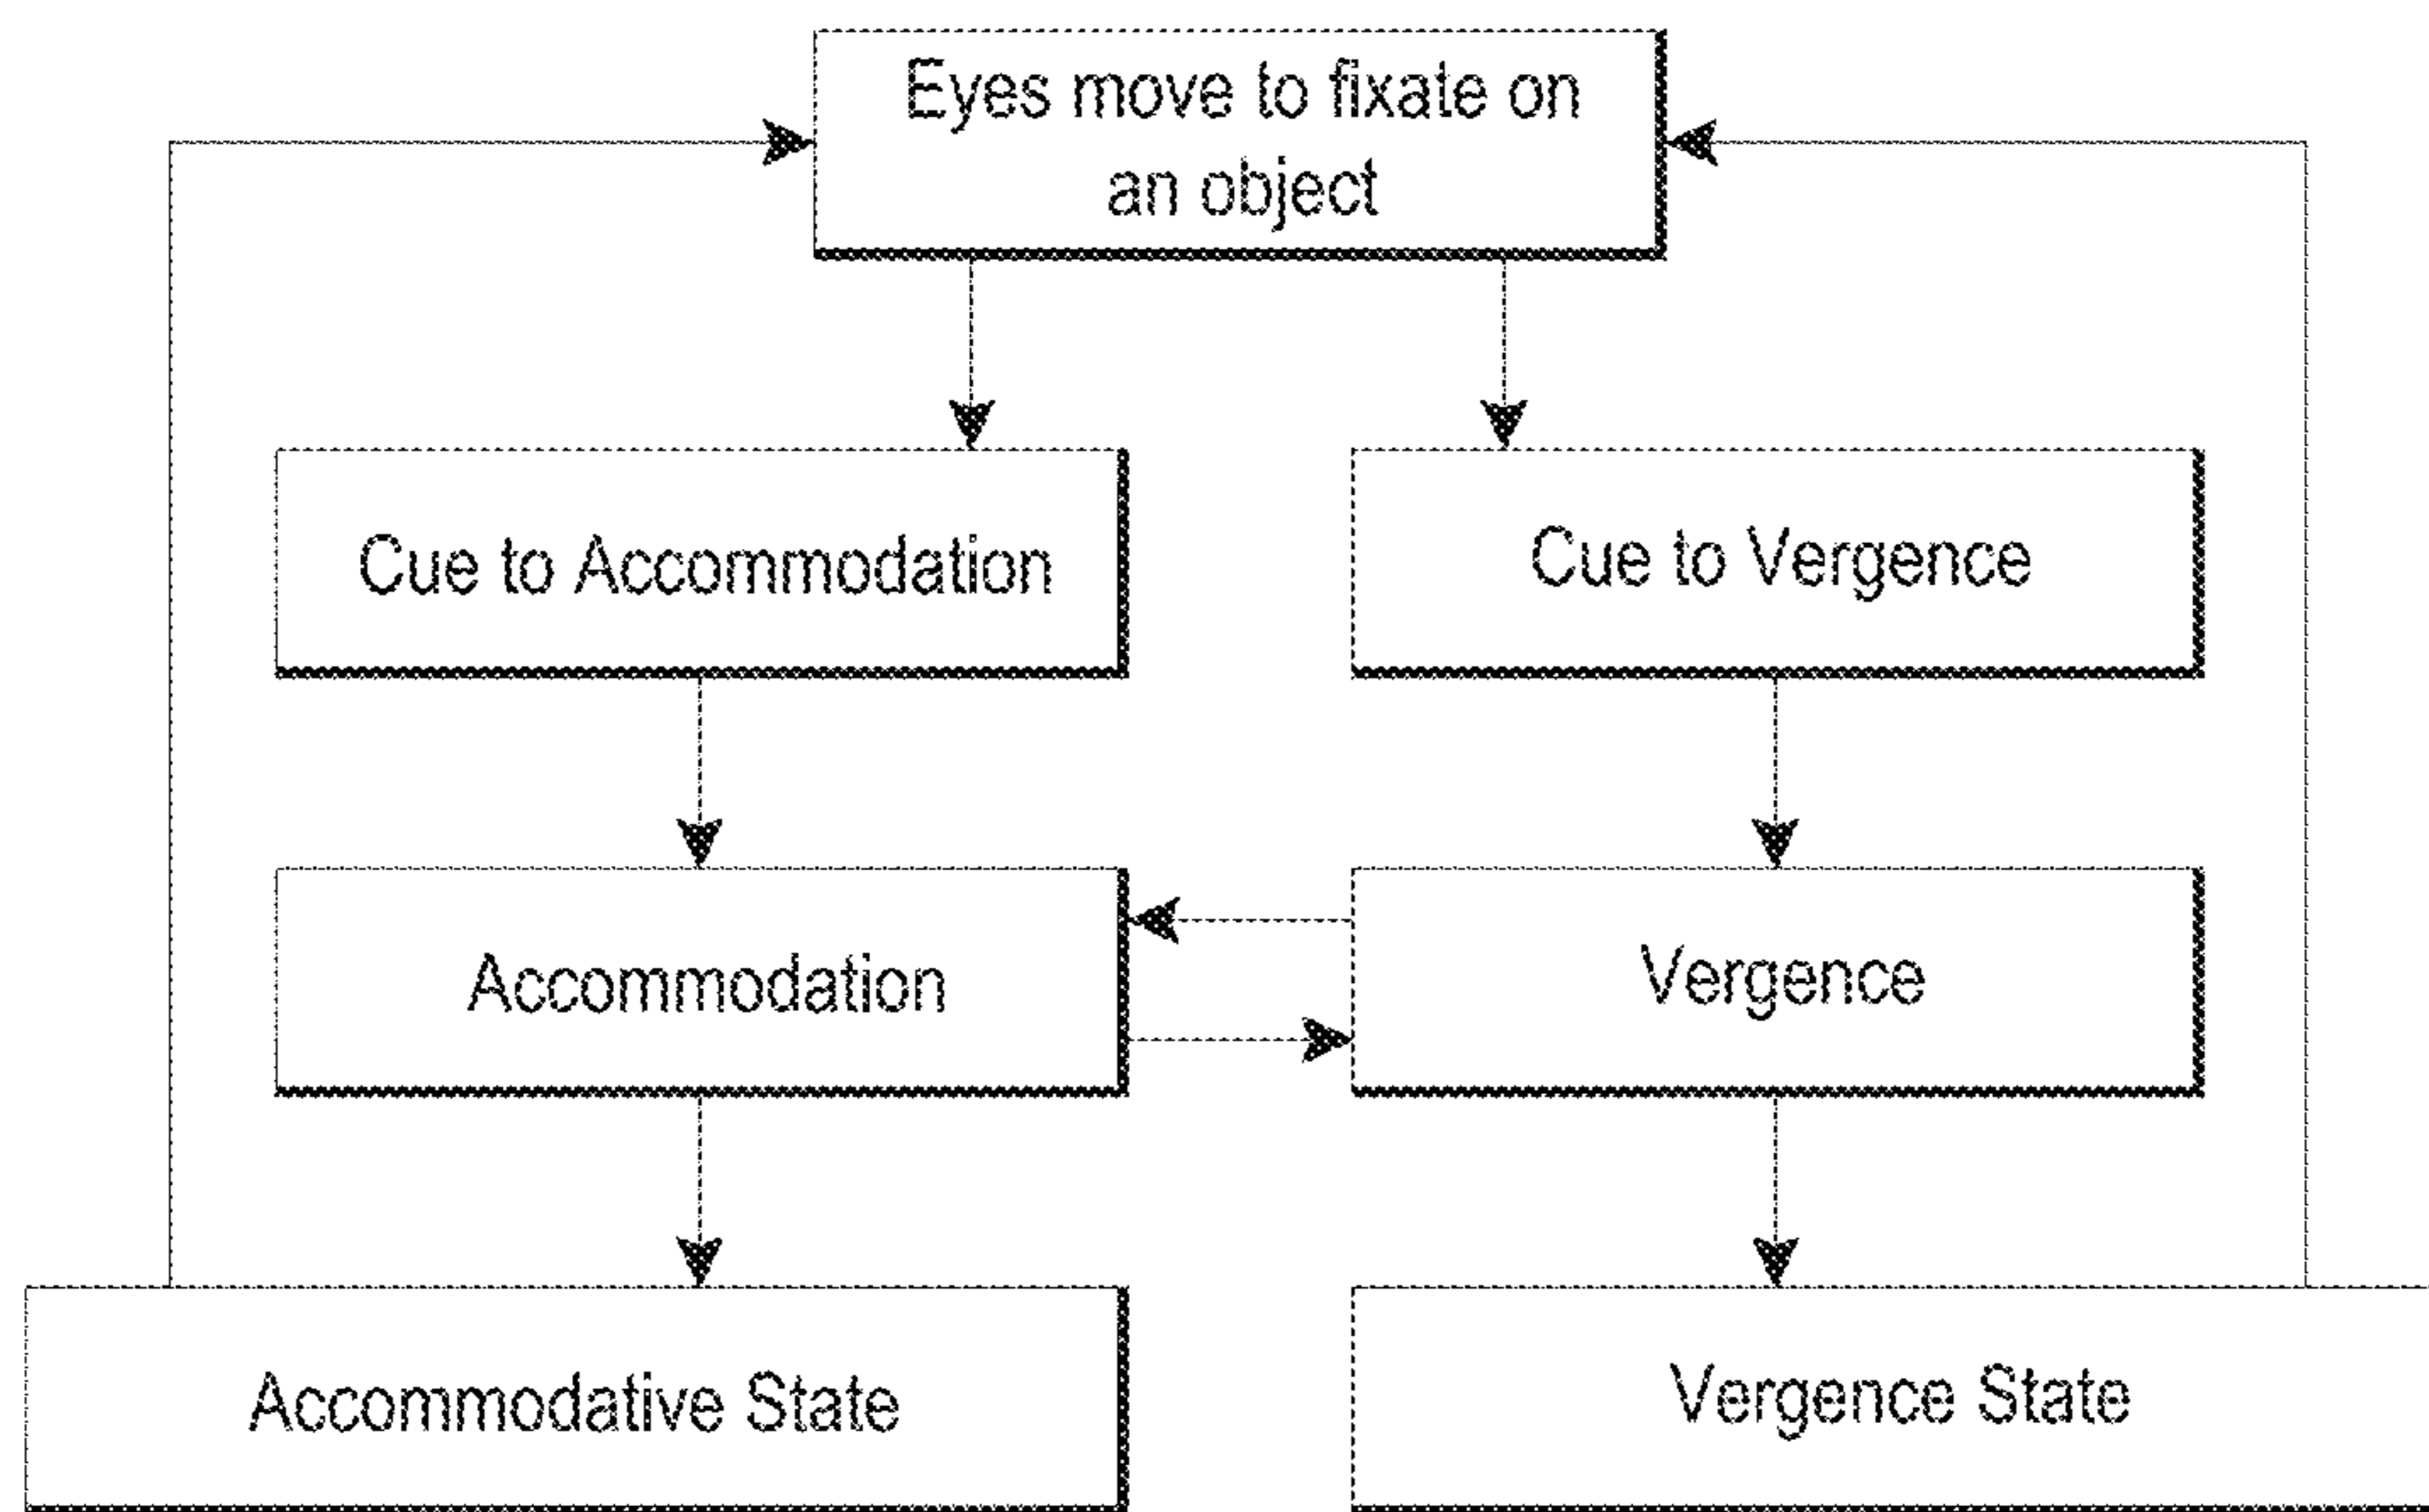 Eyes move to fixate on
an object
Cue to Accommodation
Cue to Vergence
Accommodation
Vergence
Accommodative State
Vergence State